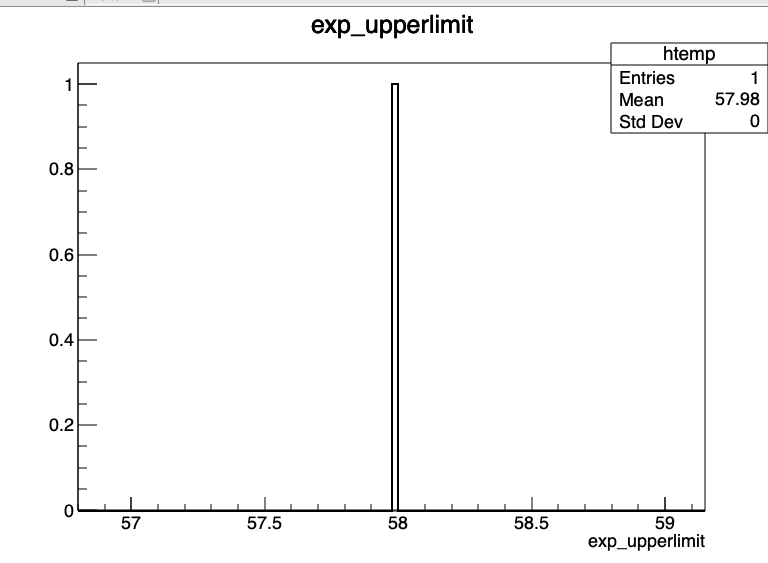 exp_upperlimit
htemp
Entries 1
Mean 57.98
Std Dev 0
1
0.8
0.6
0.4
0.2
0
57 57.5 58 58.5 59
exp_upperlimit